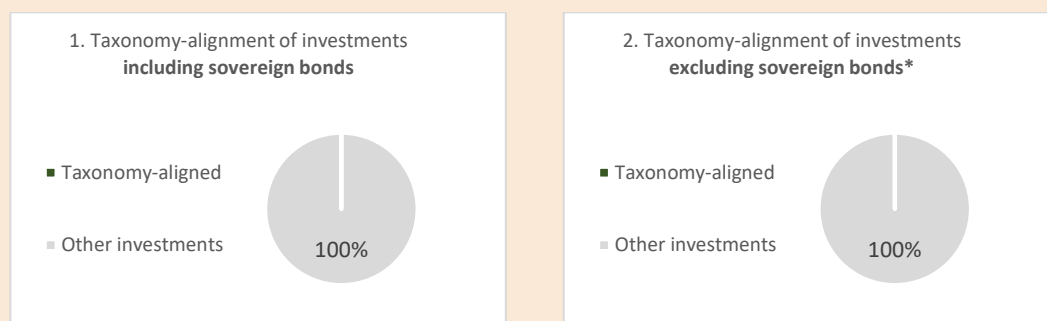 1. Taxonomy-alignment of investments
including sovereign bonds
Taxonomy-aligned
Other investments
100%
2. Taxonomy-alignment of investments
excluding sovereign bonds*
Taxonomy-aligned
Other investments
100%